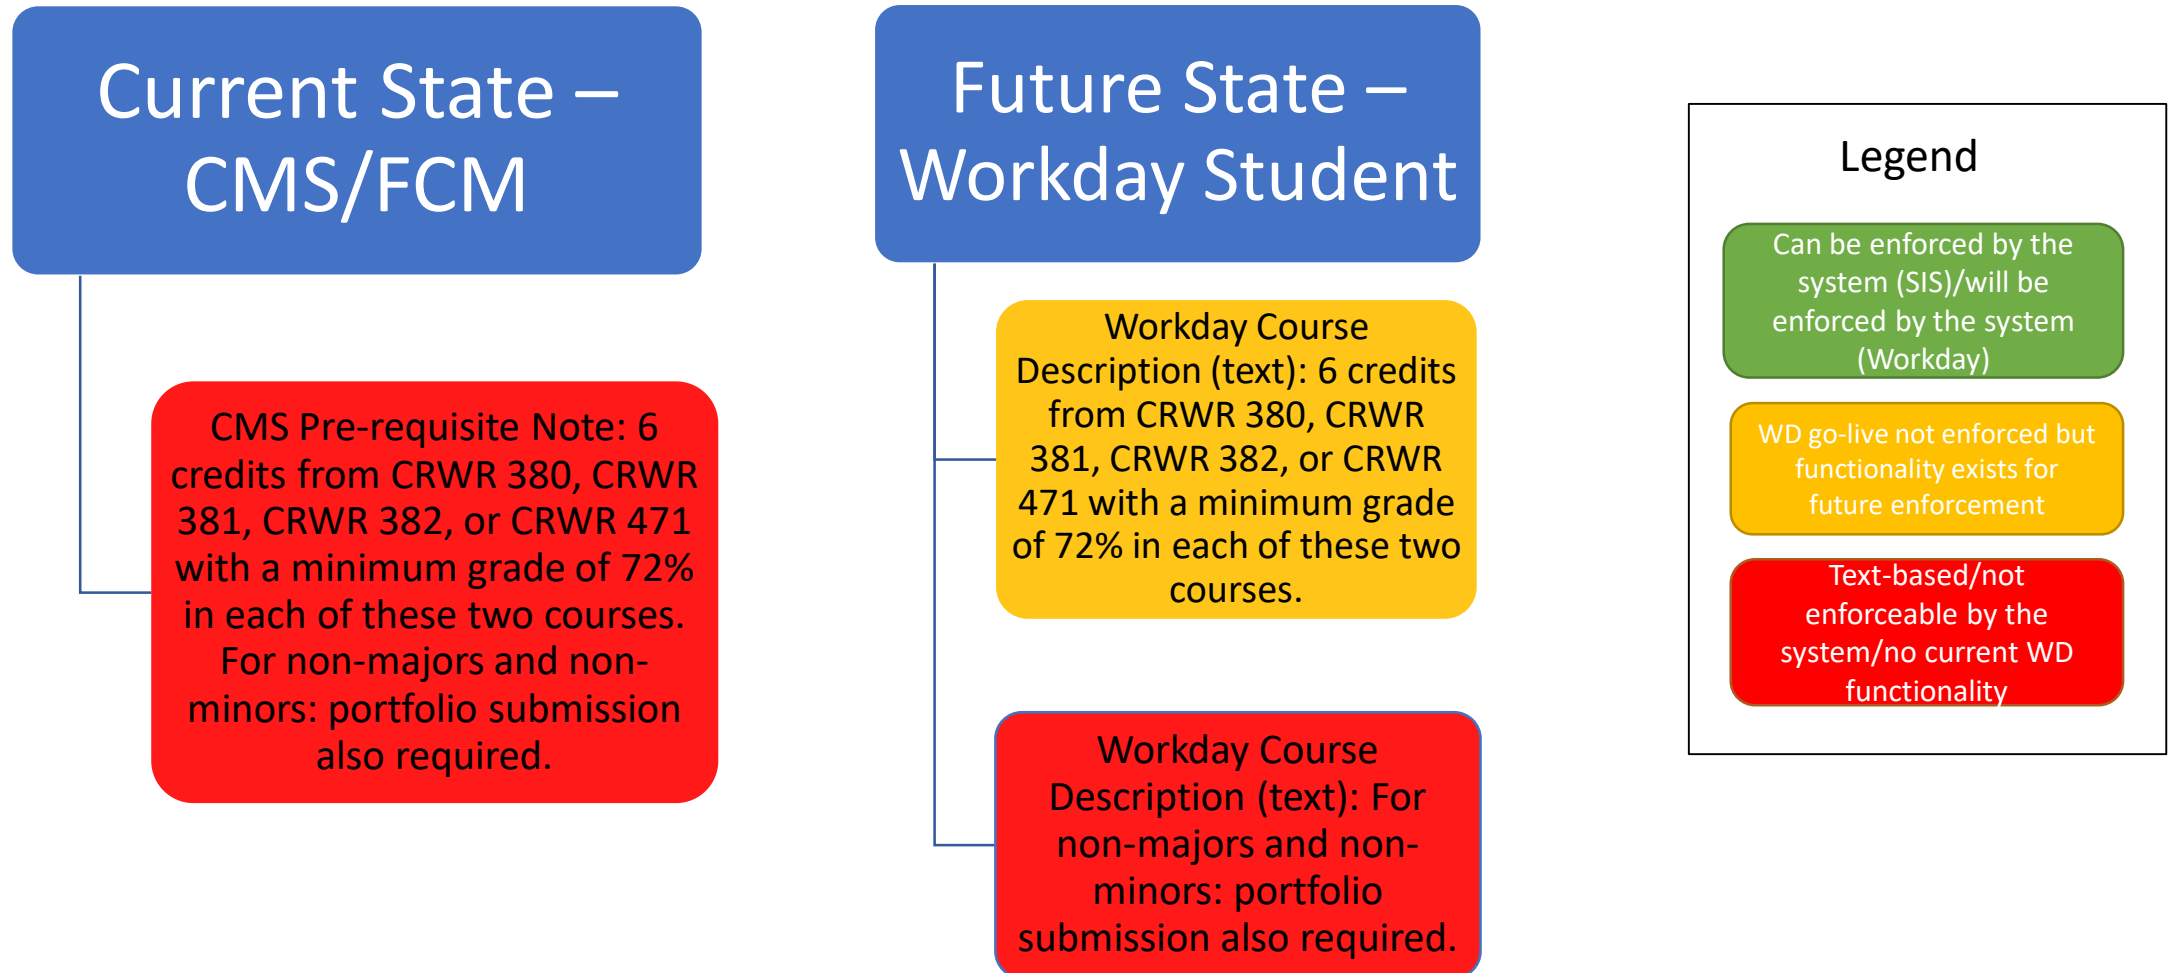 Current State –
CMS/FCM
CMS Pre-requisite Note: 6
credits from CRWR 380, CRWR
381, CRWR 382, or CRWR 471
with a minimum grade of 72%
in each of these two courses.
For non-majors and non-
minors: portfolio submission
also required.
Future State –
Workday Student
Workday Course
Description (text): 6 credits
from CRWR 380, CRWR
381, CRWR 382, or CRWR
471 with a minimum grade
of 72% in each of these two
courses.
Workday Course
Description (text): For
non-majors and non-
minors: portfolio
submission also required.
Legend
Can be enforced by the
system (SIS)/will be
enforced by the system
(Workday)
WD go-live not enforced but
functionality exists for
future enforcement
Text-based/not
enforceable by the
system/no current WD
functionality